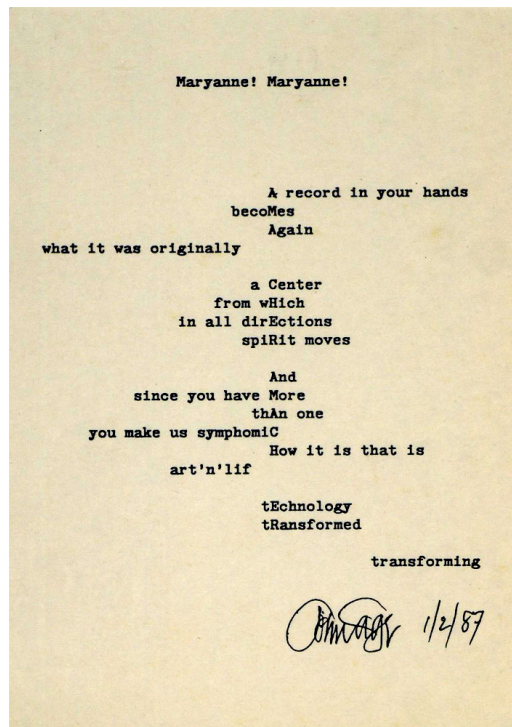 Maryanne! Maryanne!
A record in your hands
becoMes
Again
what it was originally
a Center
from wHich
in all dirEctions
spiRit moves
And
since you have More
thAn one
you make us symphomiC
How it is that is
art'n'lif
tEchnology
tRansformed
transforming
John Cage 1/2/87